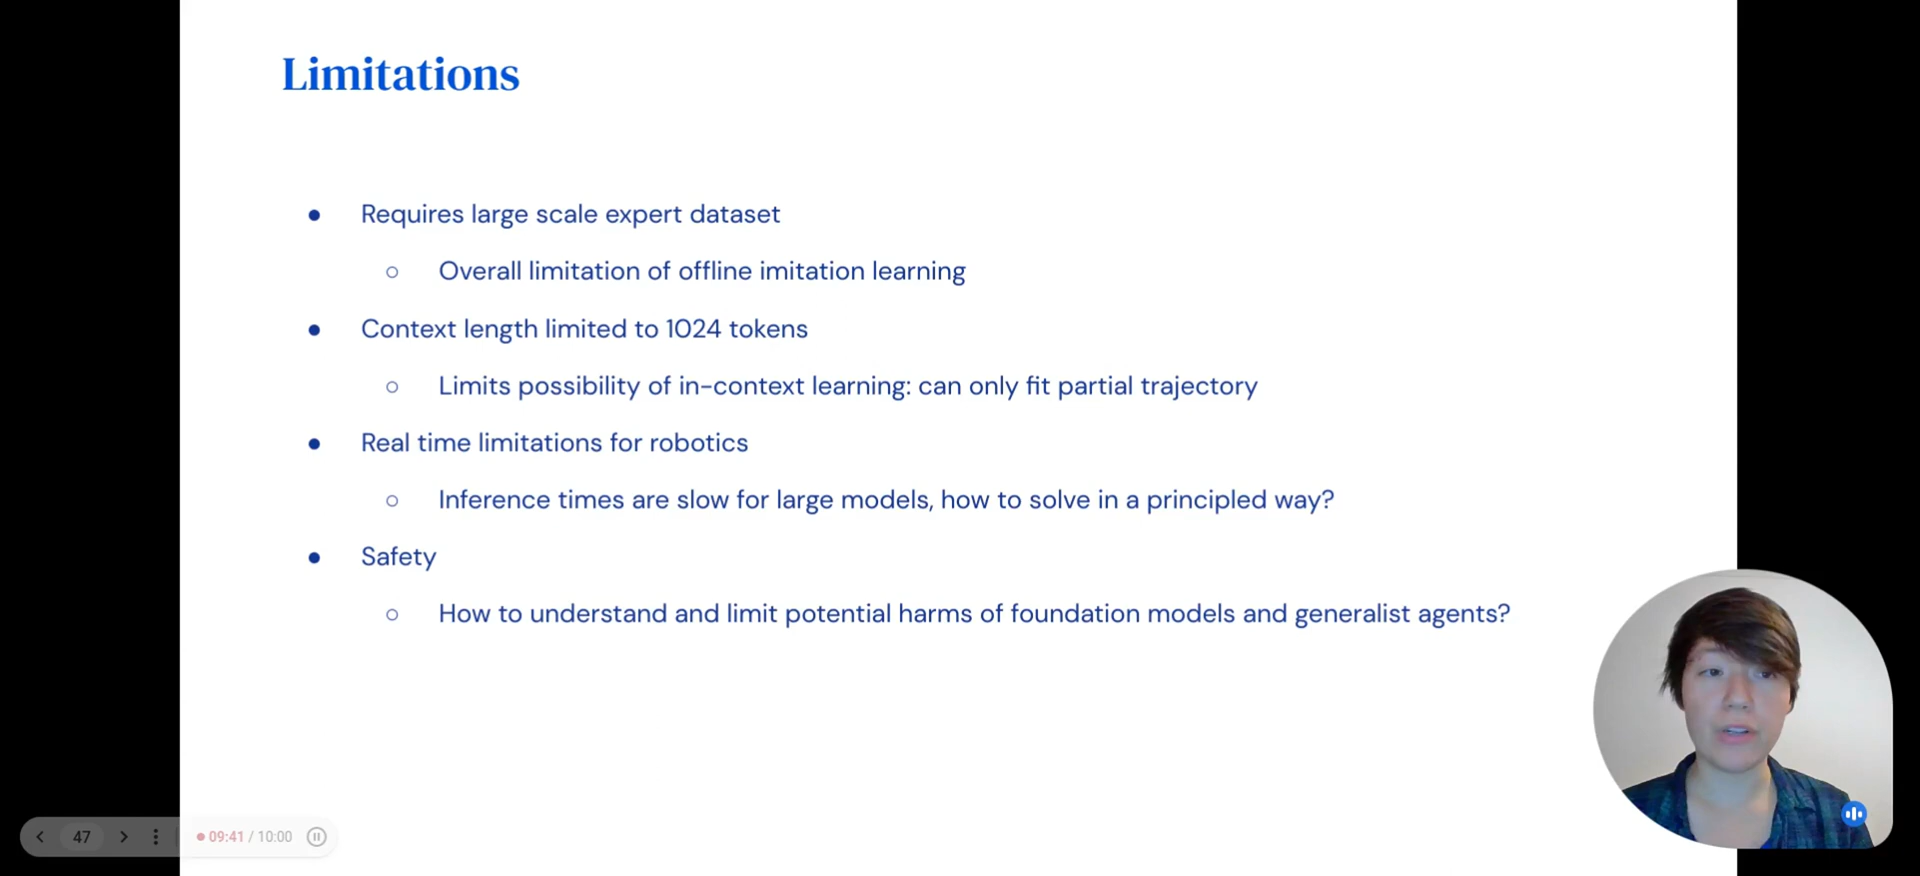 Limitations
Requires large scale expert dataset
Overall limitation of offline imitation learning
Context length limited to 1024 tokens
Limits possibility of in-context learning: can only fit partial trajectory
Real time limitations for robotics
Inference times are slow for large models, how to solve in a principled way?
Safety
How to understand and limit potential harms of foundation models and generalist agents?
47
09:41 / 10:00